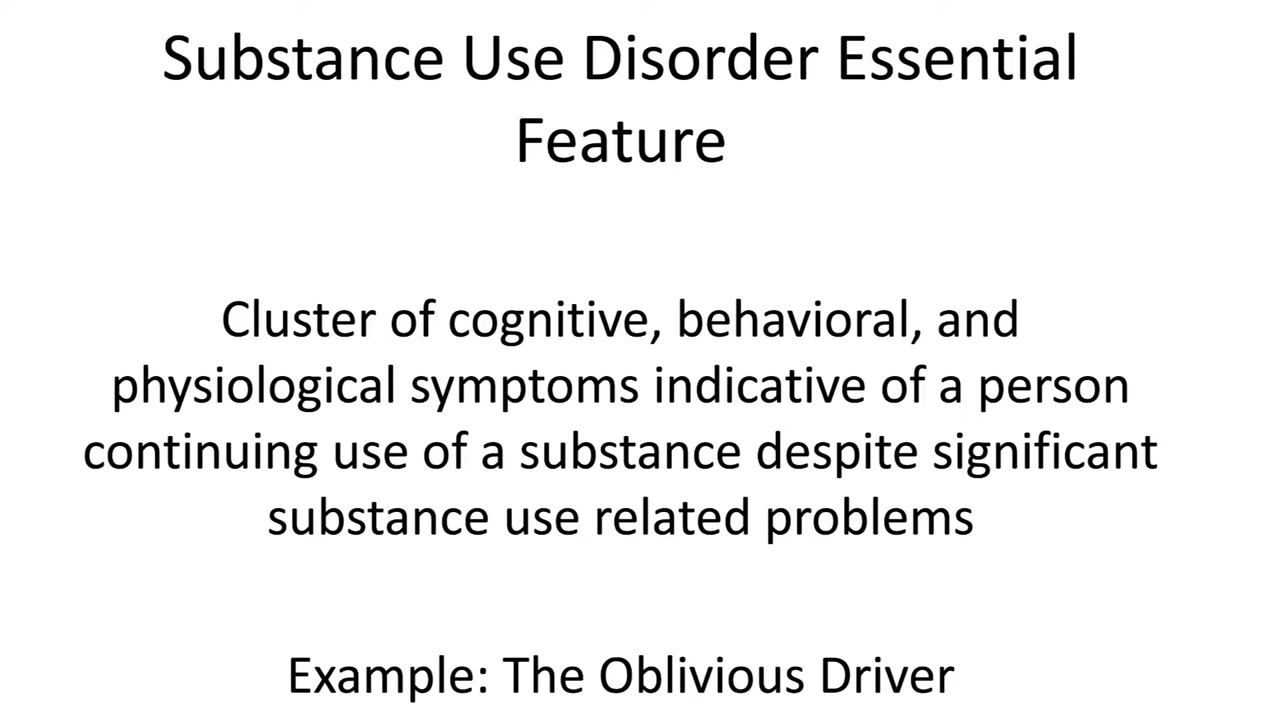 Substance Use Disorder Essential
Feature
Cluster of cognitive, behavioral, and
physiological symptoms indicative of a person
continuing use of a substance despite significant
substance use related problems
Example: The Oblivious Driver